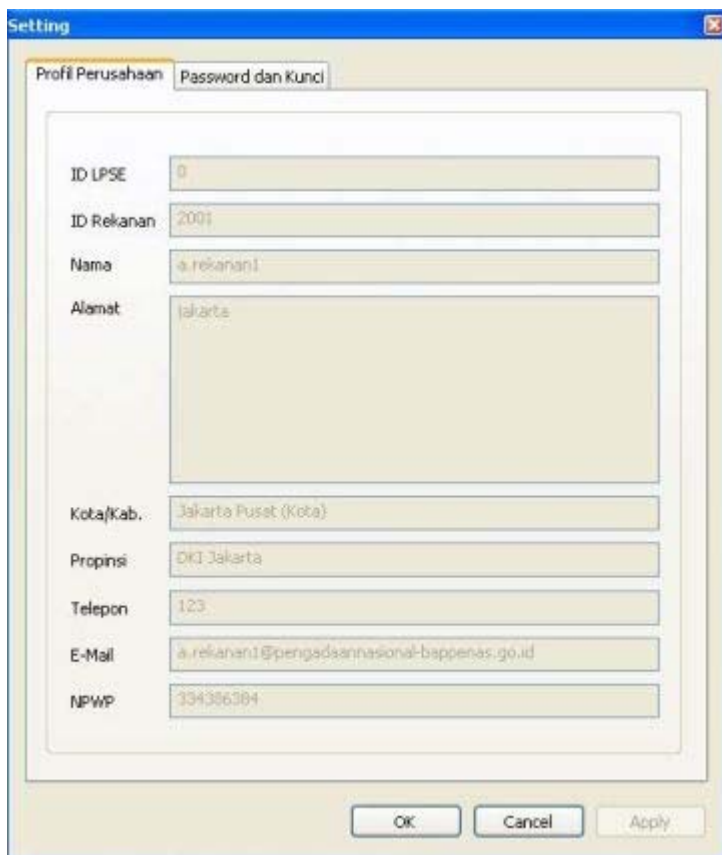 Setting
Profil Perusahaan Password dan Kunci
ID LPSE 0
ID Rekanan 2001
Nama a.rekanan1
Alamat jakarta
Kota/Kab. Jakarta Pusat (Kota)
Propinsi DKI Jakarta
Telepon 123
E-Mail a.rekanan1@pengadaannasional-bappenas.go.id
NPWP 334386384
OK Cancel Apply